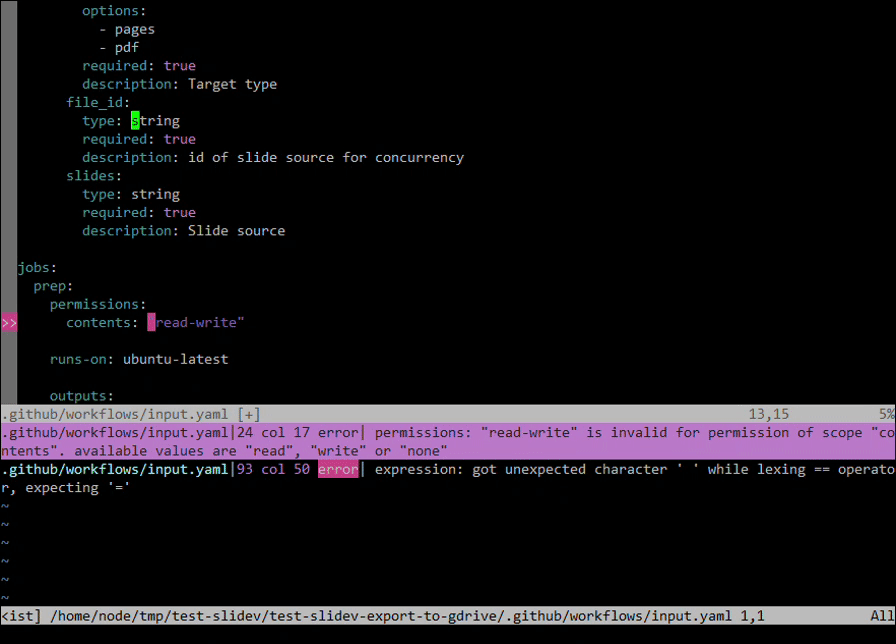 options:
- pages
- pdf
required: true
description: Target type
file_id:
type: string
required: true
description: id of slide source for concurrency
slides:
type: string
required: true
description: Slide source
jobs:
prep:
permissions:
>> contents: "read-write"
runs-on: ubuntu-latest
outputs:
.github/workflows/input.yaml [+] 13,15 5%
.github/workflows/input.yaml|24 col 17 error| permissions: "read-write" is invalid for permission of scope "co
ntents". available values are "read", "write" or "none"
.github/workflows/input.yaml|93 col 50 error| expression: got unexpected character ' ' while lexing == operato
r, expecting '='
~
~
~
~
~
~
<ist] /home/node/tmp/test-slidev/test-slidev-export-to-gdrive/.github/workflows/input.yaml 1,1 All